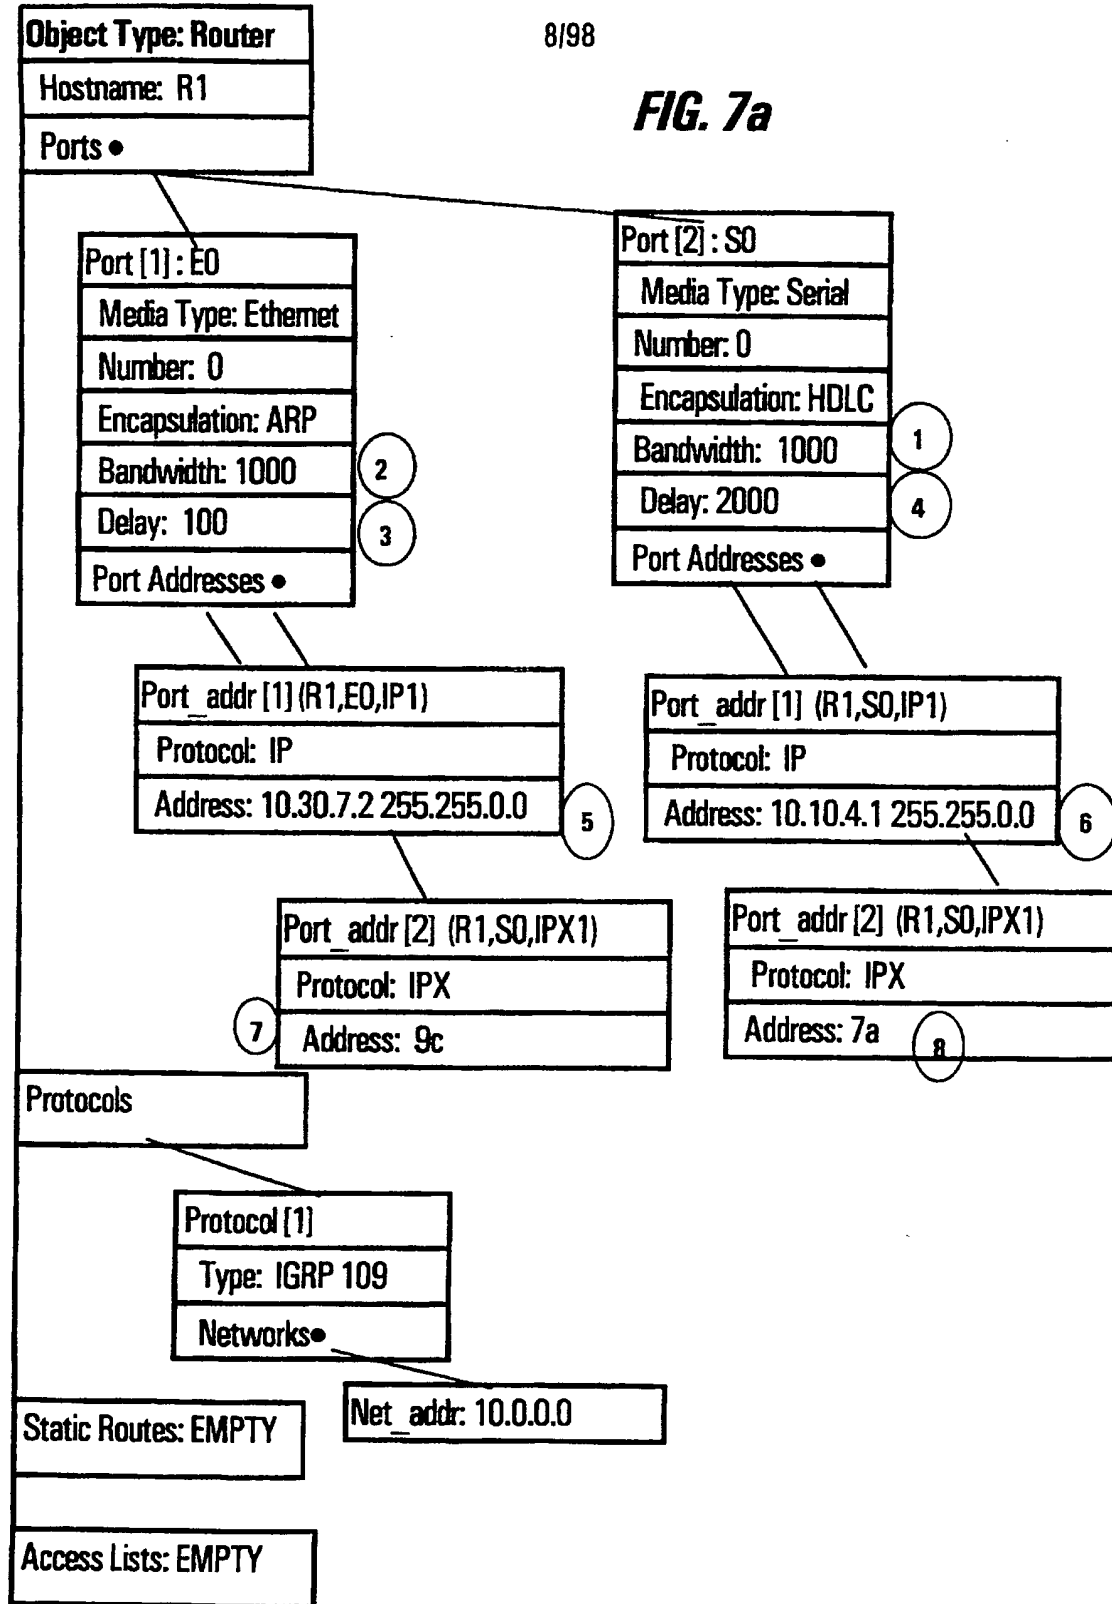 8/98
FIG. 7a
Object Type: Router
Hostname: R1
Ports •
Port [1] : E0
Media Type: Ethernet
Number: 0
Encapsulation: ARP
Bandwidth: 1000
2
Delay: 100
3
Port Addresses •
Port [2] : S0
Media Type: Serial
Number: 0
Encapsulation: HDLC
1
Bandwidth: 1000
Delay: 2000
4
Port Addresses •
Port_addr [1] (R1,E0,IP1)
Protocol: IP
Address: 10.30.7.2 255.255.0.0
5
Port_addr [1] (R1,S0,IP1)
Protocol: IP
Address: 10.10.4.1 255.255.0.0
6
Port_addr [2] (R1,S0,IPX1)
Protocol: IPX
7
Address: 9c
Port_addr [2] (R1,S0,IPX1)
Protocol: IPX
Address: 7a
8
Protocols
Protocol [1]
Type: IGRP 109
Networks•
Net_addr: 10.0.0.0
Static Routes: EMPTY
Access Lists: EMPTY